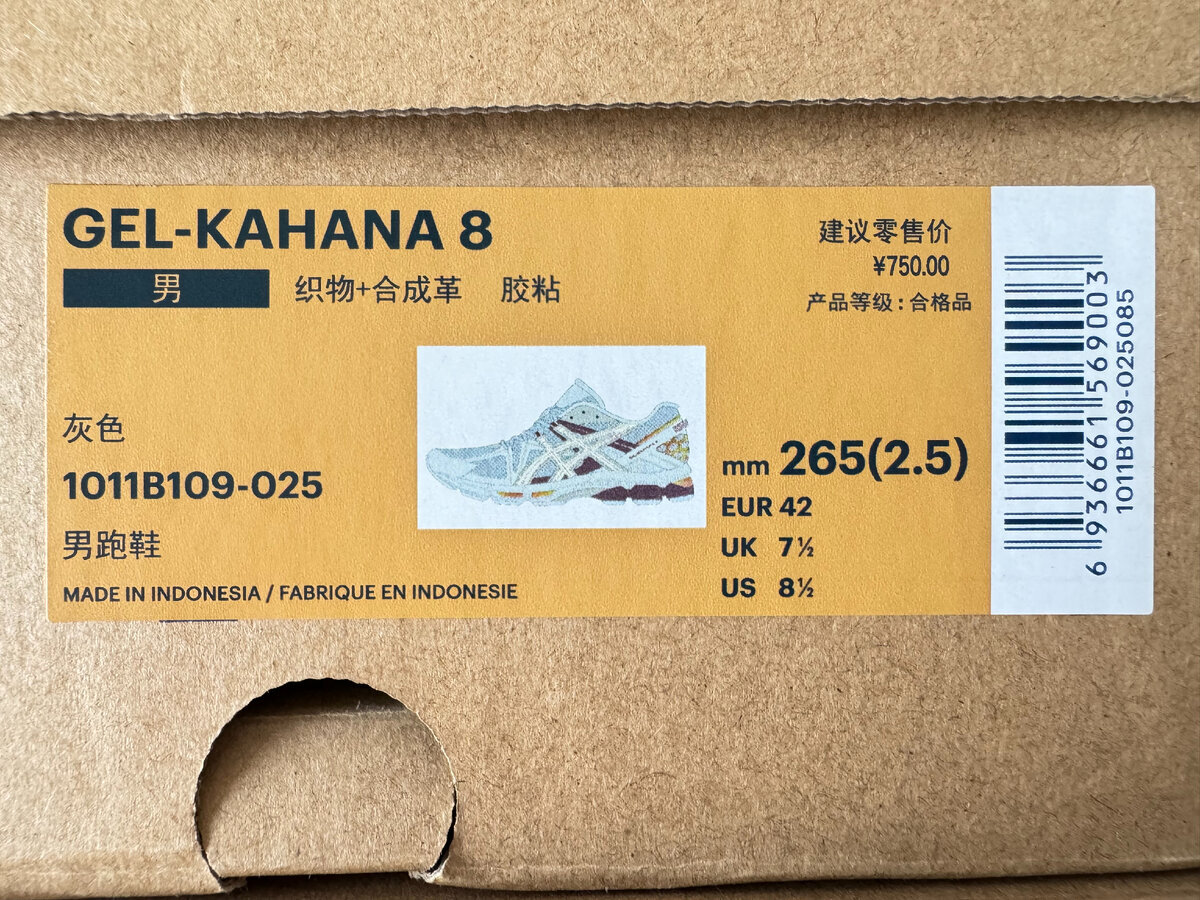 GEL-KAHANA 8
男 织物+合成革 胶粘
建议零售价
¥750.00
产品等级：合格品
灰色
1011B109-025
男跑鞋
MADE IN INDONESIA / FABRIQUE EN INDONESIE
mm 265(2.5)
EUR 42
UK 7½
US 8½
6 936661 569003
1011B109-025085